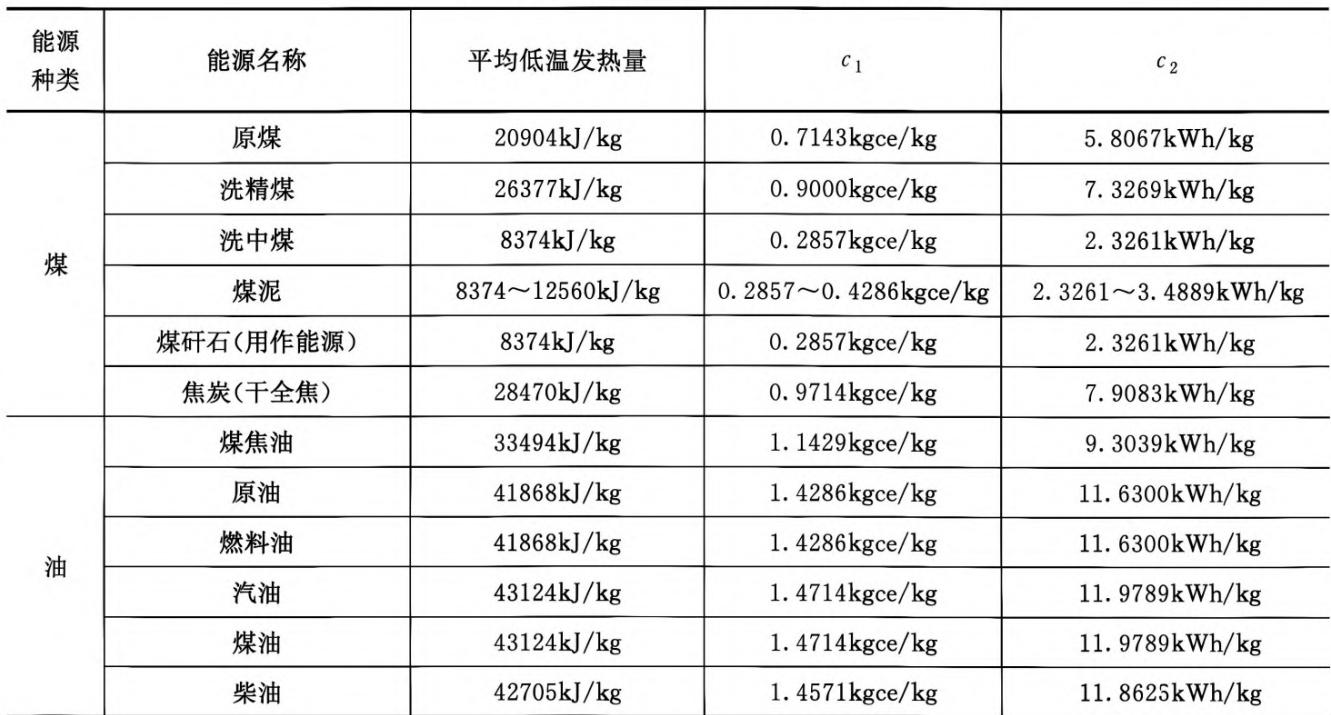 能源种类 能源名称 平均低温发热量 c1 c2
煤 原煤 20904kJ/kg 0.7143kgce/kg 5.8067kWh/kg
洗精煤 26377kJ/kg 0.9000kgce/kg 7.3269kWh/kg
洗中煤 8374kJ/kg 0.2857kgce/kg 2.3261kWh/kg
煤泥 8374～12560kJ/kg 0.2857～0.4286kgce/kg 2.3261～3.4889kWh/kg
煤矸石(用作能源) 8374kJ/kg 0.2857kgce/kg 2.3261kWh/kg
焦炭(干全焦) 28470kJ/kg 0.9714kgce/kg 7.9083kWh/kg
油 煤焦油 33494kJ/kg 1.1429kgce/kg 9.3039kWh/kg
原油 41868kJ/kg 1.4286kgce/kg 11.6300kWh/kg
燃料油 41868kJ/kg 1.4286kgce/kg 11.6300kWh/kg
汽油 43124kJ/kg 1.4714kgce/kg 11.9789kWh/kg
煤油 43124kJ/kg 1.4714kgce/kg 11.9789kWh/kg
柴油 42705kJ/kg 1.4571kgce/kg 11.8625kWh/kg